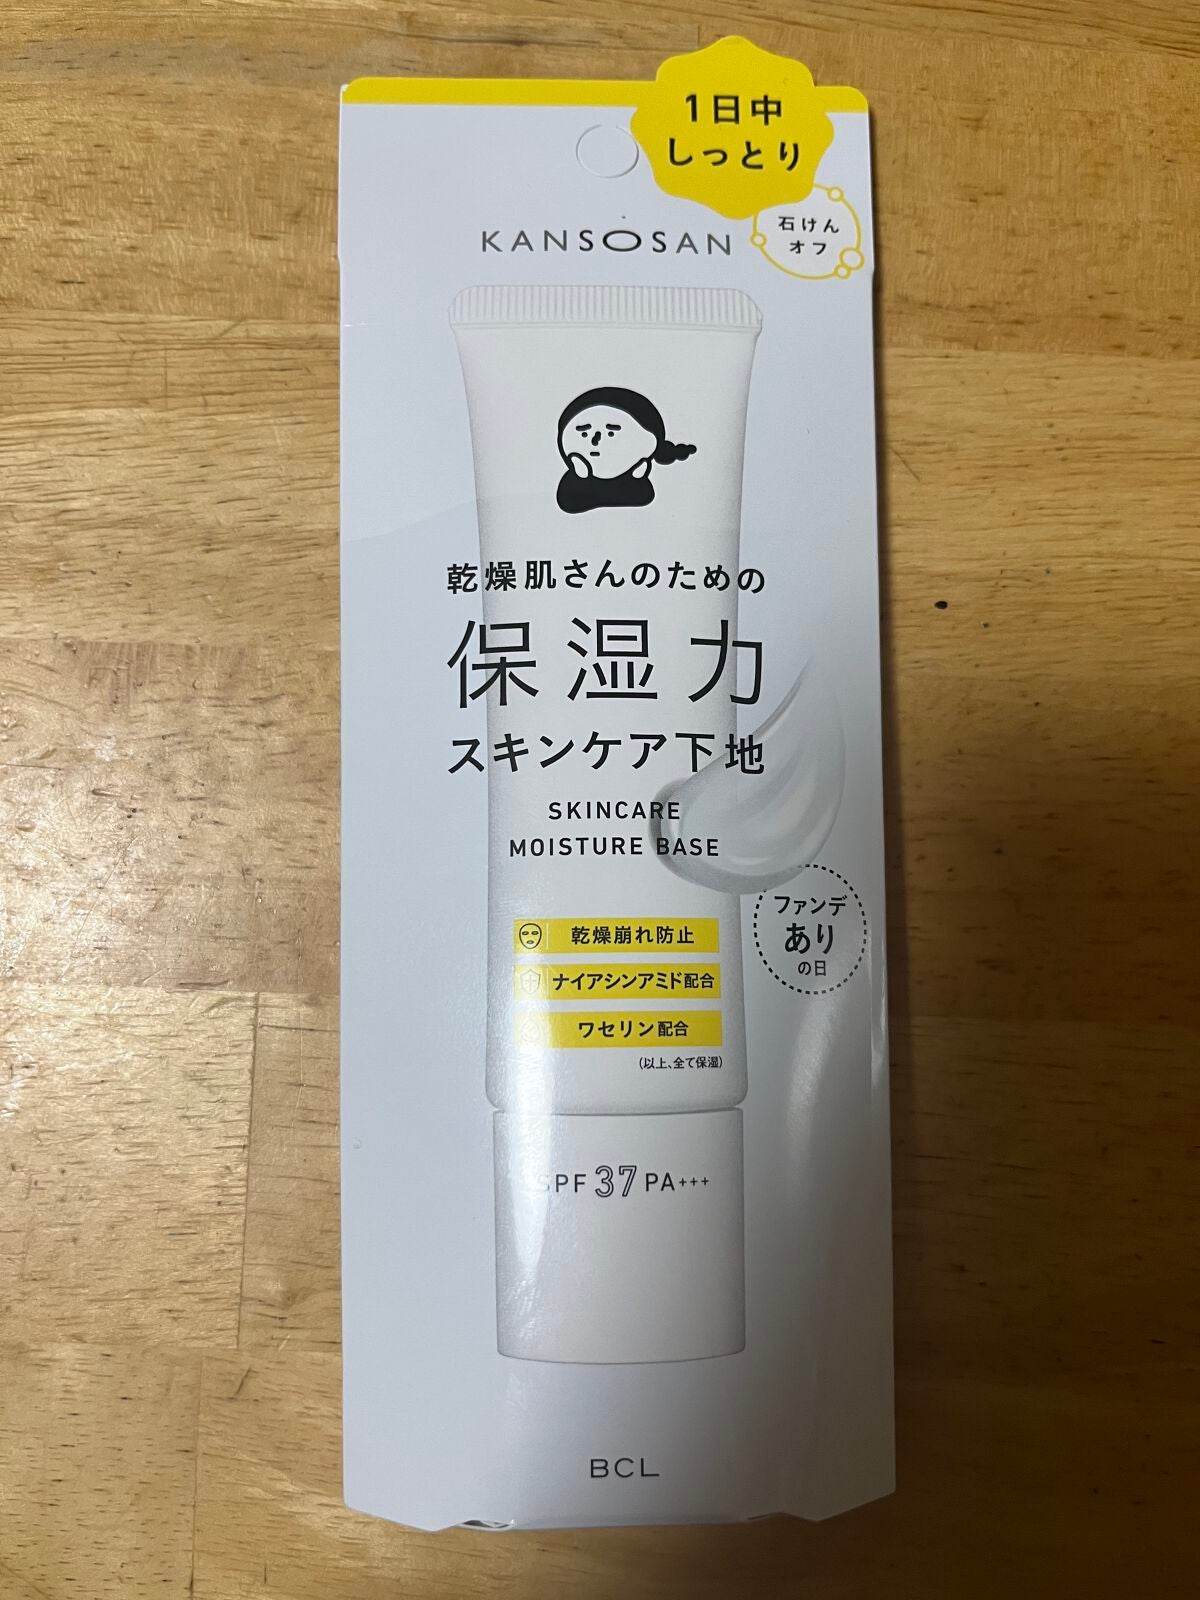 1日中
しっとり
石けん
オフ
KANSOSAN
乾燥肌さんのための
保湿力
スキンケア下地
SKINCARE
MOISTURE BASE
ファンデ
あり
の日
乾燥崩れ防止
ナイアシンアミド配合
ワセリン配合
(以上、全て保湿)
SPF 37 PA+++
BCL